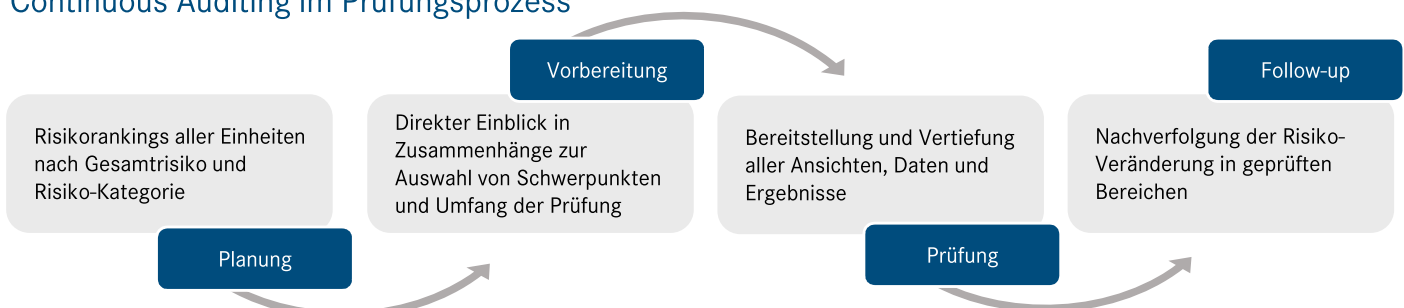 Continuous Auditing im Prüfungsprozess
Risikorankings aller Einheiten
nach Gesamtrisiko und
Risiko-Kategorie
Planung
Vorbereitung
Direkter Einblick in
Zusammenhänge zur
Auswahl von Schwerpunkten
und Umfang der Prüfung
Bereitstellung und Vertiefung
aller Ansichten, Daten und
Ergebnisse
Prüfung
Follow-up
Nachverfolgung der Risiko-
Veränderung in geprüften
Bereichen